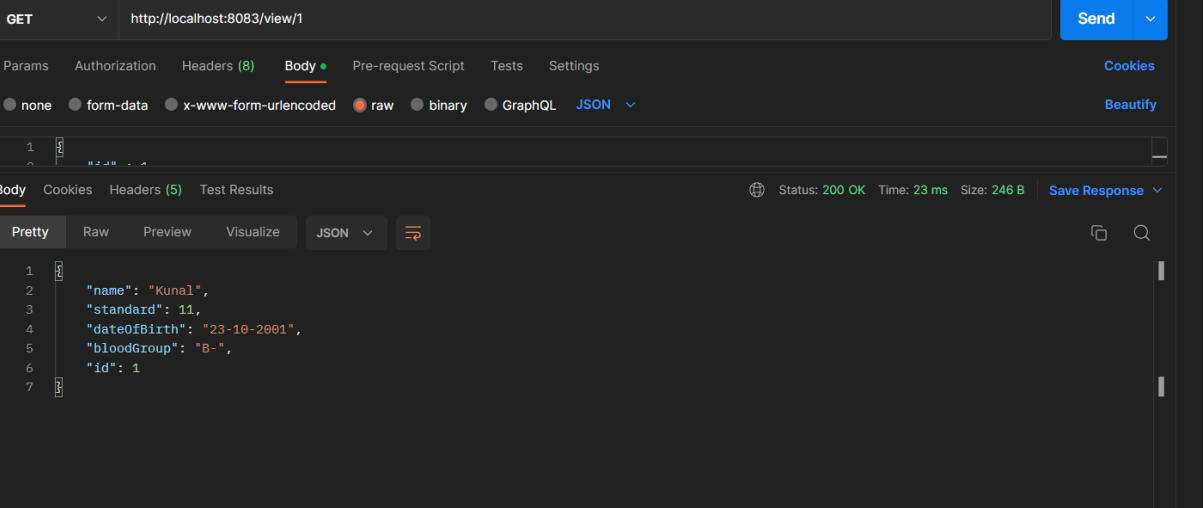 GET http://localhost:8083/view/1 Send
Params Authorization Headers (8) Body Pre-request Script Tests Settings Cookies
none form-data x-www-form-urlencoded raw binary GraphQL JSON Beautify
1 {
"id" : 1
Body Cookies Headers (5) Test Results Status: 200 OK Time: 23 ms Size: 246 B Save Response
Pretty Raw Preview Visualize JSON
1 {
2 "name": "Kunal",
3 "standard": 11,
4 "dateOfBirth": "23-10-2001",
5 "bloodGroup": "B-",
6 "id": 1
7 }